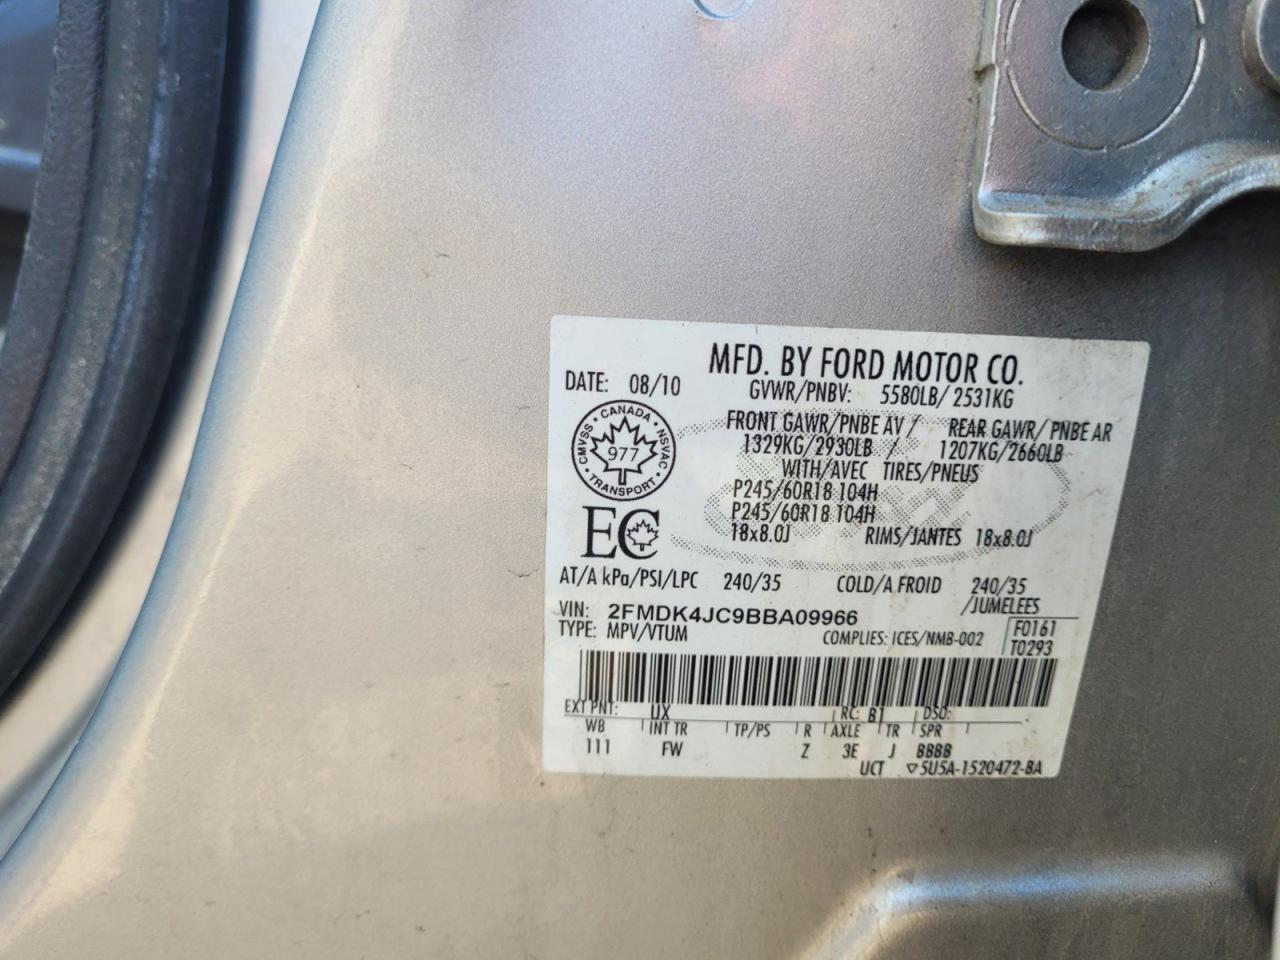 MFD. BY FORD MOTOR CO.
DATE: 08/10
GVWR/PNBV: 5580LB/ 2531KG
CANADA
CMVSS
NSVAC
977
TRANSPORT
FRONT GAWR/PNBE AV / REAR GAWR/ PNBE AR
1329KG/2930LB / 1207KG/2660LB
WITH/AVEC TIRES/PNEUS
P245/60R18 104H
P245/60R18 104H
18x8.0J RIMS/JANTES 18x8.0J
EC
AT/A kPa/PSI/LPC 240/35 COLD/A FROID 240/35
/JUMELEES
VIN: 2FMDK4JC9BBA09966
TYPE: MPV/VTUM COMPLIES: ICES/NMB-002
F0161
T0293
EXT PNT: UX RC: B1 DSO:
WB INT TR TP/PS R AXLE TR SPR
111 FW Z 3E J BBBB
UCT ▽5U5A-1520472-BA